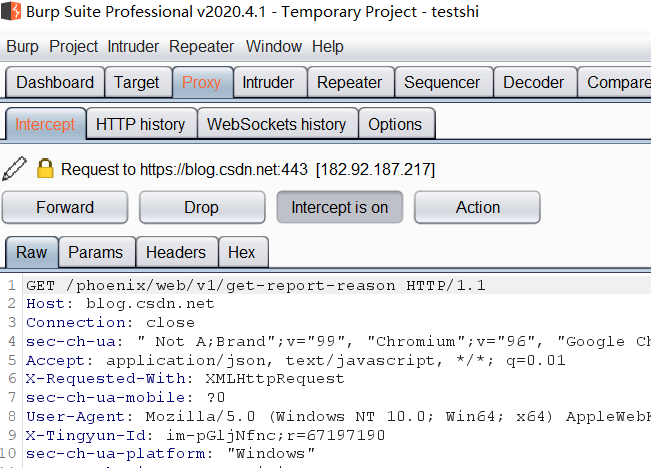 Burp Suite Professional v2020.4.1 - Temporary Project - testshi
Burp Project Intruder Repeater Window Help
Dashboard Target Proxy Intruder Repeater Sequencer Decoder Compare
Intercept HTTP history WebSockets history Options
Request to https://blog.csdn.net:443 [182.92.187.217]
Forward Drop Intercept is on Action
Raw Params Headers Hex
1 GET /phoenix/web/v1/get-report-reason HTTP/1.1
2 Host: blog.csdn.net
3 Connection: close
4 sec-ch-ua: " Not A;Brand";v="99", "Chromium";v="96", "Google Ch
5 Accept: application/json, text/javascript, */*; q=0.01
6 X-Requested-With: XMLHttpRequest
7 sec-ch-ua-mobile: ?0
8 User-Agent: Mozilla/5.0 (Windows NT 10.0; Win64; x64) AppleWebK
9 X-Tingyun-Id: im-pGljNfnc;r=67197190
10 sec-ch-ua-platform: "Windows"